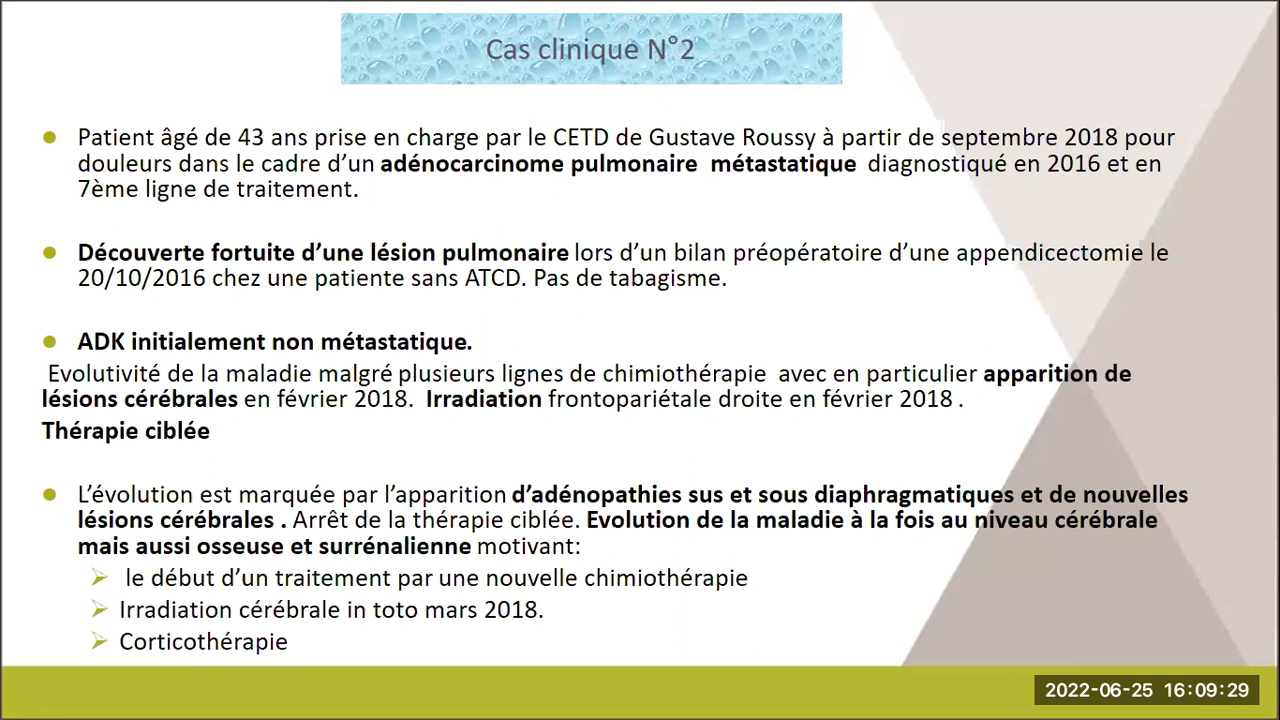 Cas clinique N°2
Patient âgé de 43 ans prise en charge par le CETD de Gustave Roussy à partir de septembre 2018 pour
douleurs dans le cadre d'un adénocarcinome pulmonaire métastatique diagnostiqué en 2016 et en
7ème ligne de traitement.
Découverte fortuite d'une lésion pulmonaire lors d'un bilan préopératoire d'une appendicectomie le
20/10/2016 chez une patiente sans ATCD. Pas de tabagisme.
ADK initialement non métastatique.
Evolutivité de la maladie malgré plusieurs lignes de chimiothérapie avec en particulier apparition de
lésions cérébrales en février 2018. Irradiation frontopariétale droite en février 2018 .
Thérapie ciblée
L'évolution est marquée par l'apparition d'adénopathies sus et sous diaphragmatiques et de nouvelles
lésions cérébrales . Arrêt de la thérapie ciblée. Evolution de la maladie à la fois au niveau cérébrale
mais aussi osseuse et surrénalienne motivant:
le début d'un traitement par une nouvelle chimiothérapie
Irradiation cérébrale in toto mars 2018.
Corticothérapie
2022-06-25 16:09:29